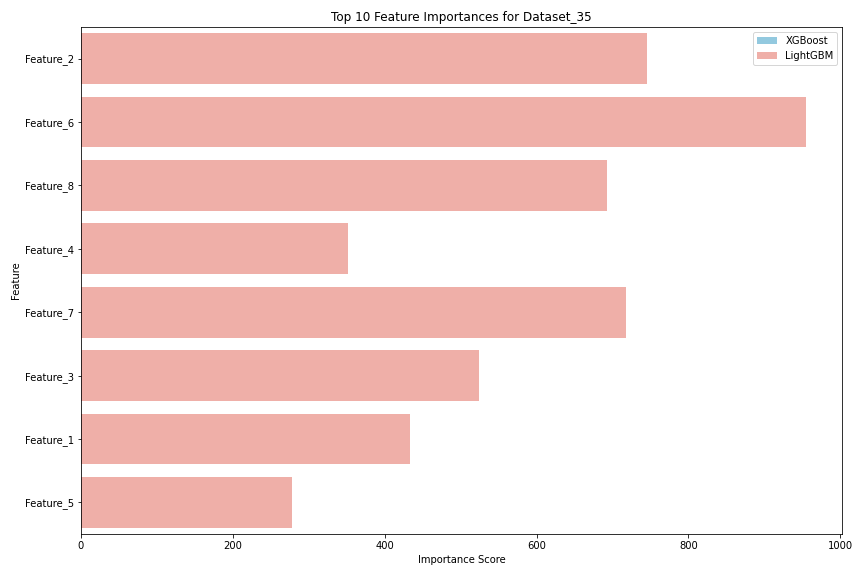 Top 10 Feature Importances for Dataset_35
XGBoost
LightGBM
Feature_2
Feature_6
Feature_8
Feature_4
Feature_7
Feature_3
Feature_1
Feature_5
Feature
0 200 400 600 800 1000
Importance Score